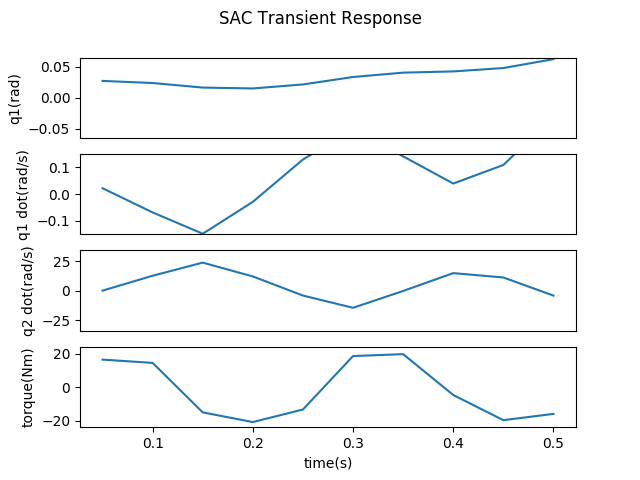 SAC Transient Response
q1(rad)
0.05
0.00
−0.05
q1 dot(rad/s)
0.1
0.0
−0.1
q2 dot(rad/s)
25
0
−25
torque(Nm)
20
0
−20
0.1 0.2 0.3 0.4 0.5
time(s)